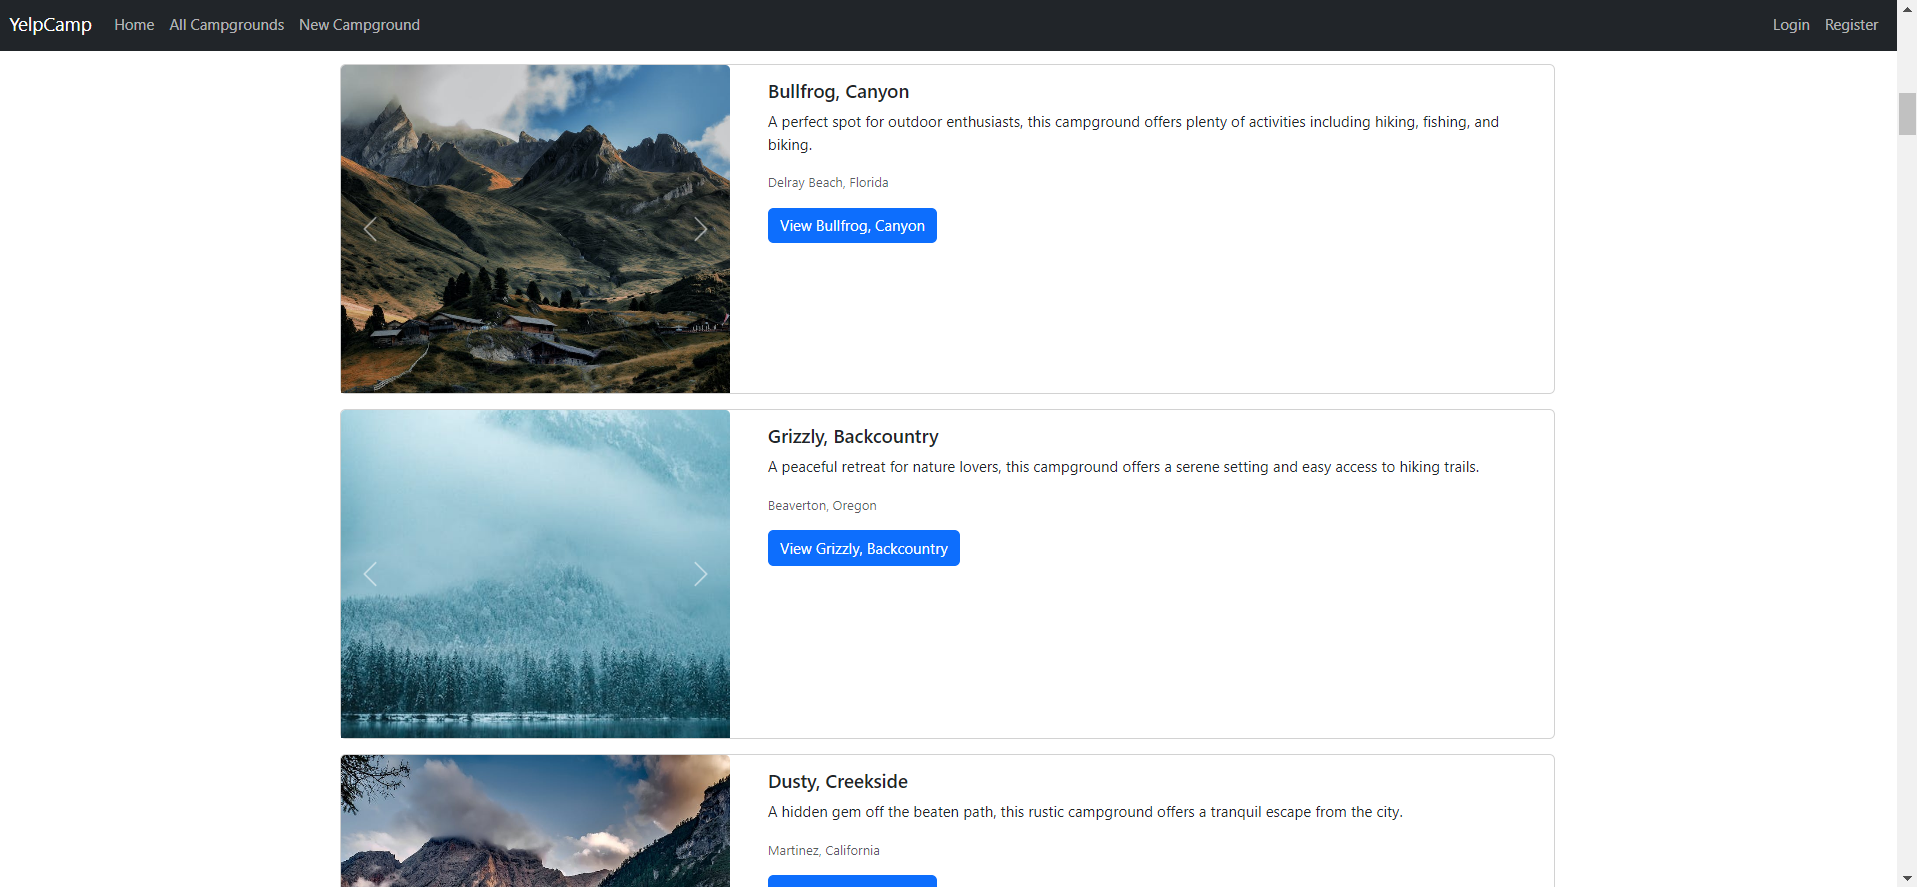 YelpCamp Home All Campgrounds New Campground Login Register
Bullfrog, Canyon
A perfect spot for outdoor enthusiasts, this campground offers plenty of activities including hiking, fishing, and
biking.
Delray Beach, Florida
View Bullfrog, Canyon
Grizzly, Backcountry
A peaceful retreat for nature lovers, this campground offers a serene setting and easy access to hiking trails.
Beaverton, Oregon
View Grizzly, Backcountry
Dusty, Creekside
A hidden gem off the beaten path, this rustic campground offers a tranquil escape from the city.
Martinez, California